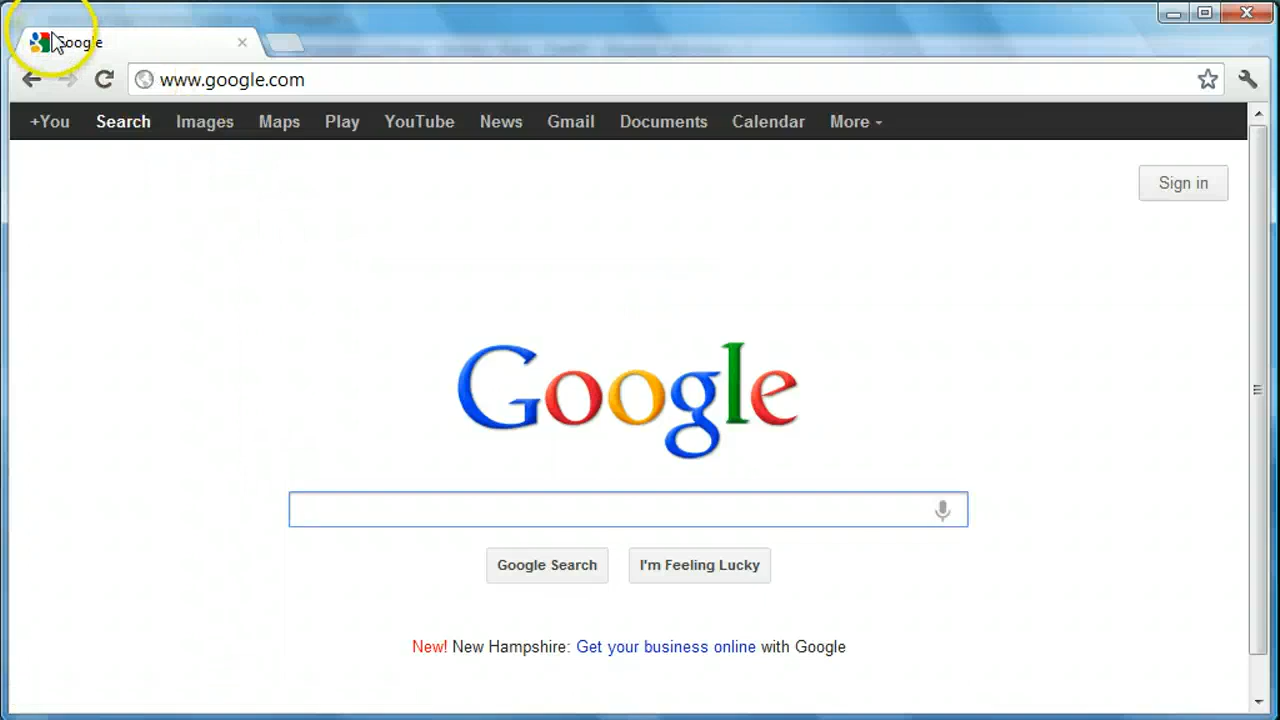 Google
www.google.com
+You Search Images Maps Play YouTube News Gmail Documents Calendar More
Sign in
Google
Google Search I'm Feeling Lucky
New! New Hampshire: Get your business online with Google